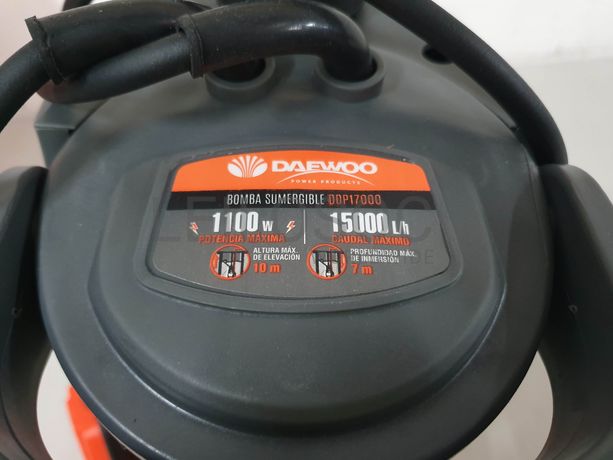 DAEWOO
POWER PRODUCTS
BOMBA SUMERGIBLE DDP17000
1100 W
POTENCIA MÁXIMA
15000 L/h
CAUDAL MÁXIMO
ALTURA MÁX.
DE ELEVACIÓN
10 m
PROFUNDIDAD MÁX.
DE INMERSIÓN
7 m